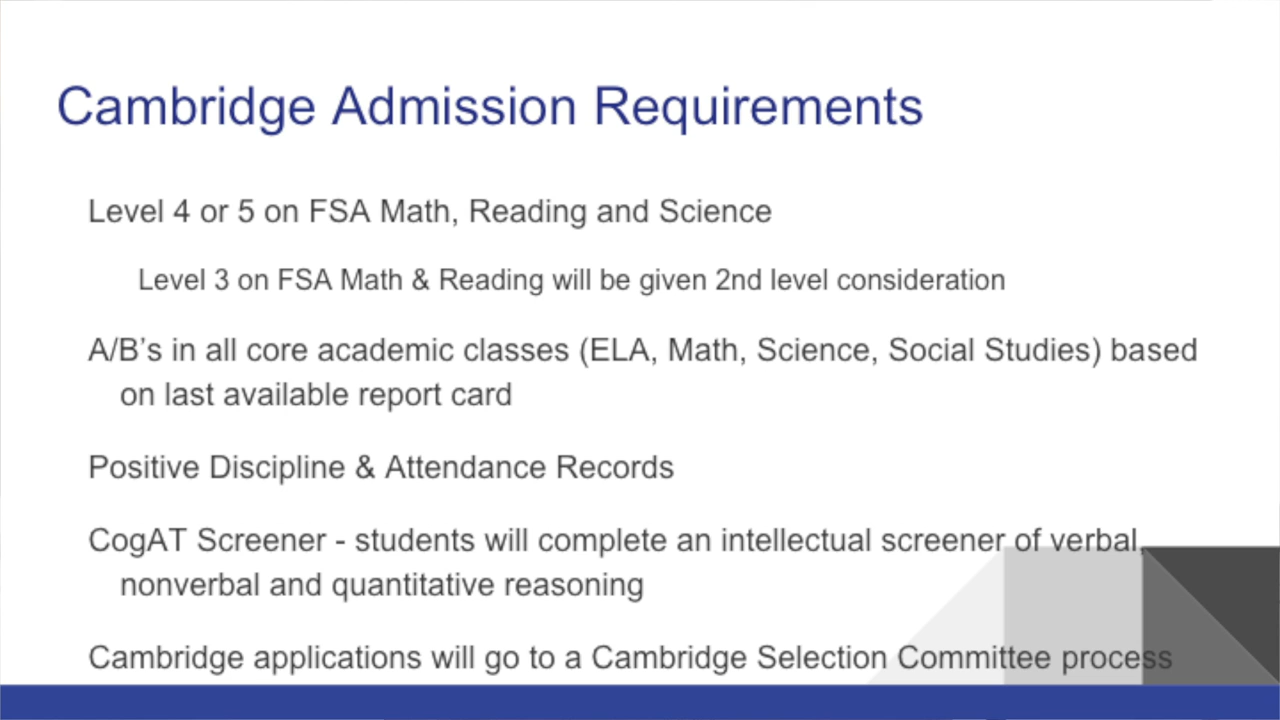 Cambridge Admission Requirements
Level 4 or 5 on FSA Math, Reading and Science
Level 3 on FSA Math & Reading will be given 2nd level consideration
A/B’s in all core academic classes (ELA, Math, Science, Social Studies) based
on last available report card
Positive Discipline & Attendance Records
CogAT Screener - students will complete an intellectual screener of verbal,
nonverbal and quantitative reasoning
Cambridge applications will go to a Cambridge Selection Committee process